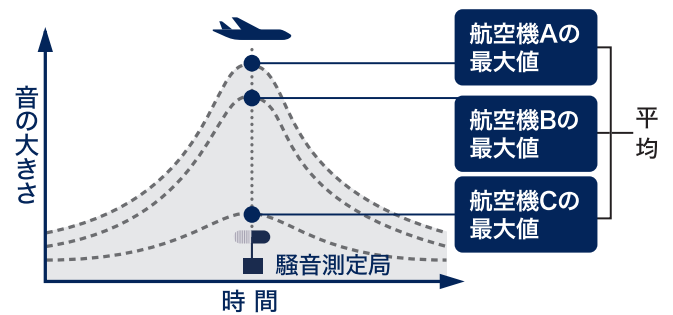 航空機Aの
最大値
航空機Bの
最大値
航空機Cの
最大値
平均
音の大きさ
騒音測定局
時間